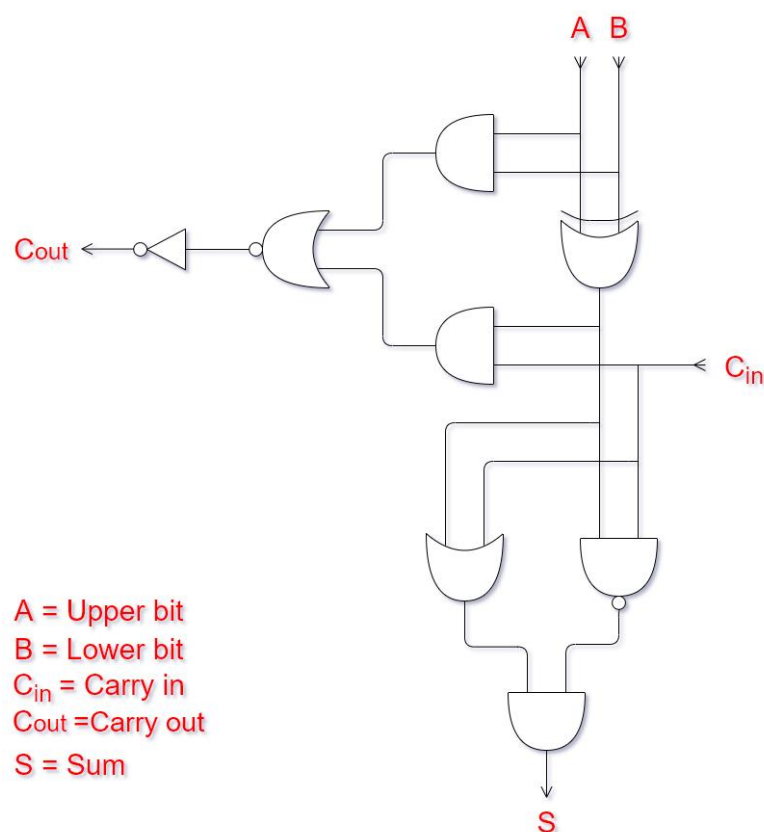 A B
Cout
Cin
A = Upper bit
B = Lower bit
Cin = Carry in
Cout =Carry out
S = Sum
S